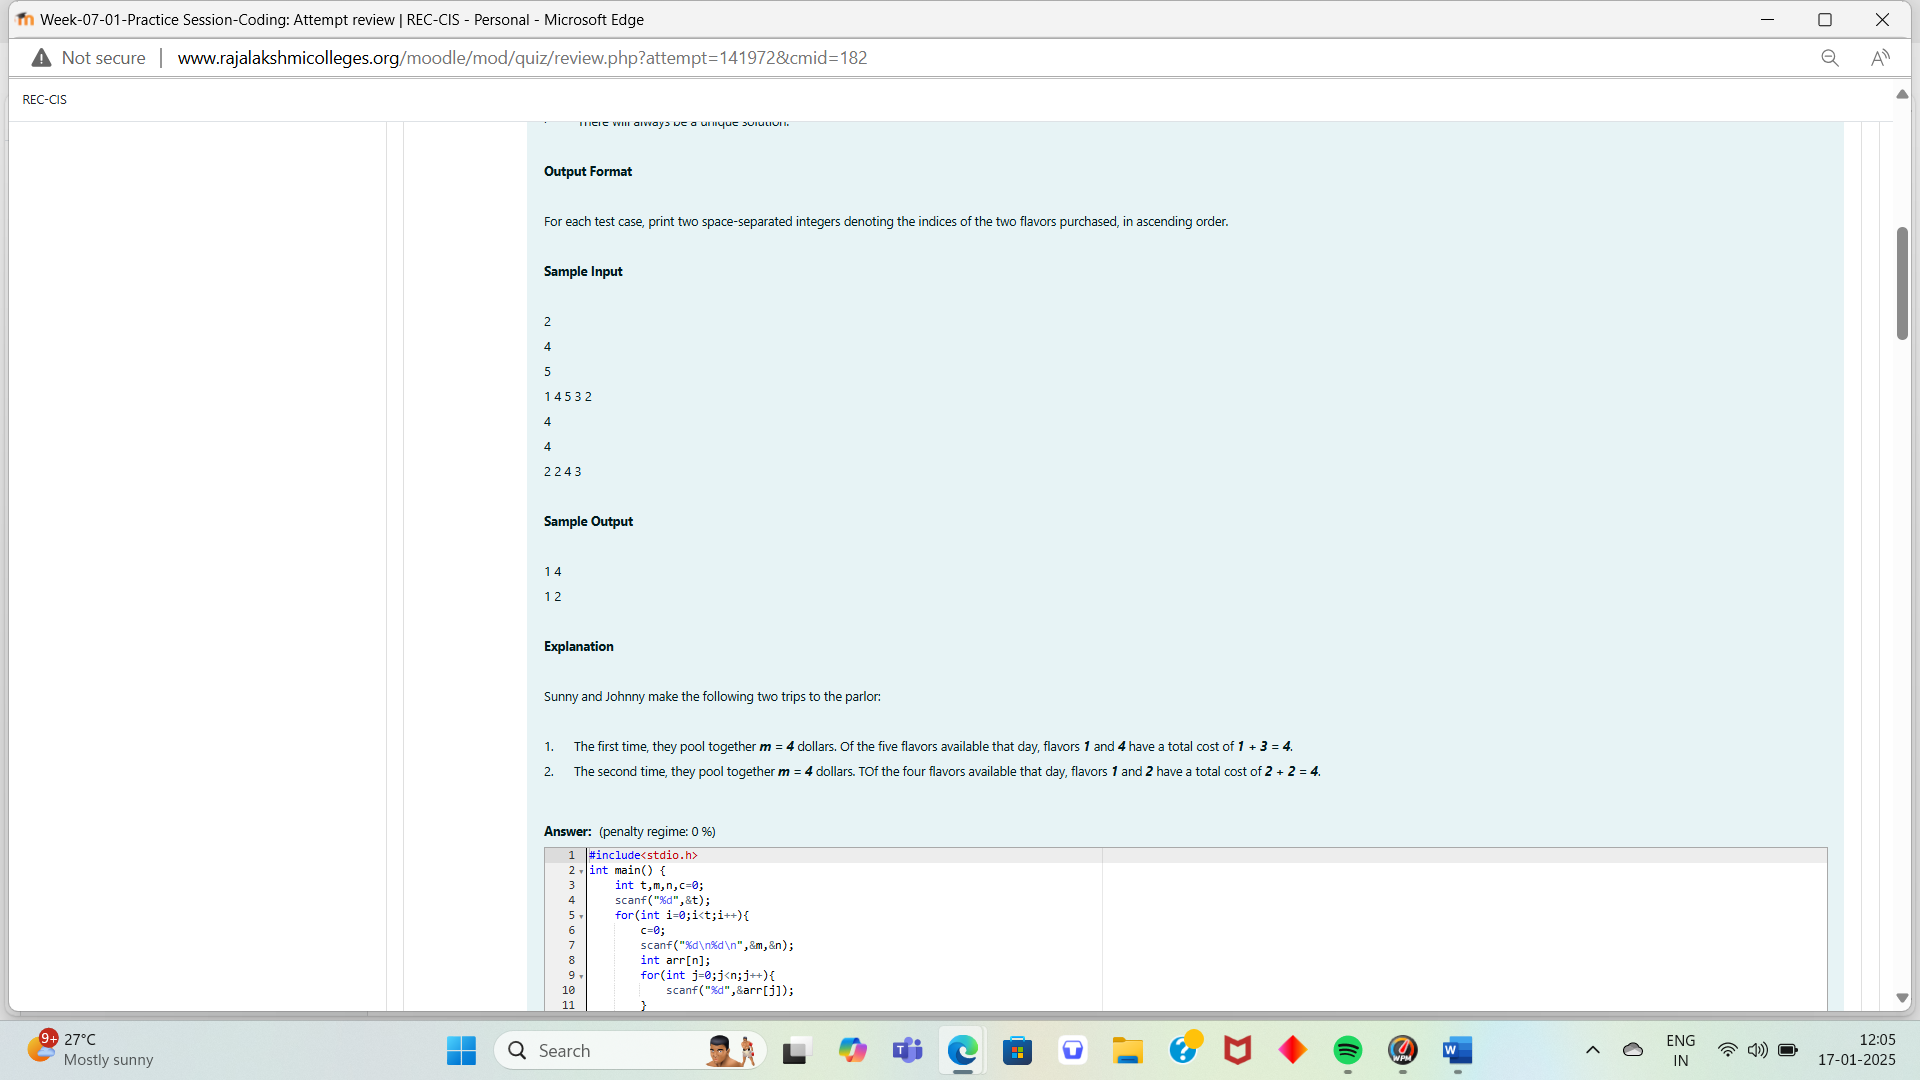 Week-07-01-Practice Session-Coding: Attempt review | REC-CIS - Personal - Microsoft Edge
Not secure | www.rajalakshmicolleges.org/moodle/mod/quiz/review.php?attempt=141972&cmid=182
REC-CIS
There will always be a unique solution.
Output Format
For each test case, print two space-separated integers denoting the indices of the two flavors purchased, in ascending order.
Sample Input
2
4
5
1 4 5 3 2
4
4
2 2 4 3
Sample Output
1 4
1 2
Explanation
Sunny and Johnny make the following two trips to the parlor:
1. The first time, they pool together m = 4 dollars. Of the five flavors available that day, flavors 1 and 4 have a total cost of 1 + 3 = 4.
2. The second time, they pool together m = 4 dollars. TOf the four flavors available that day, flavors 1 and 2 have a total cost of 2 + 2 = 4.
Answer: (penalty regime: 0 %)
1 #include<stdio.h>
2 int main() {
3 int t,m,n,c=0;
4 scanf("%d",&t);
5 for(int i=0;i<t;i++){
6 c=0;
7 scanf("%d\n%d\n",&m,&n);
8 int arr[n];
9 for(int j=0;j<n;j++){
10 scanf("%d",&arr[j]);
11 }
9+
27°C
Mostly sunny
Search
WPM
ENG
IN
12:05
17-01-2025